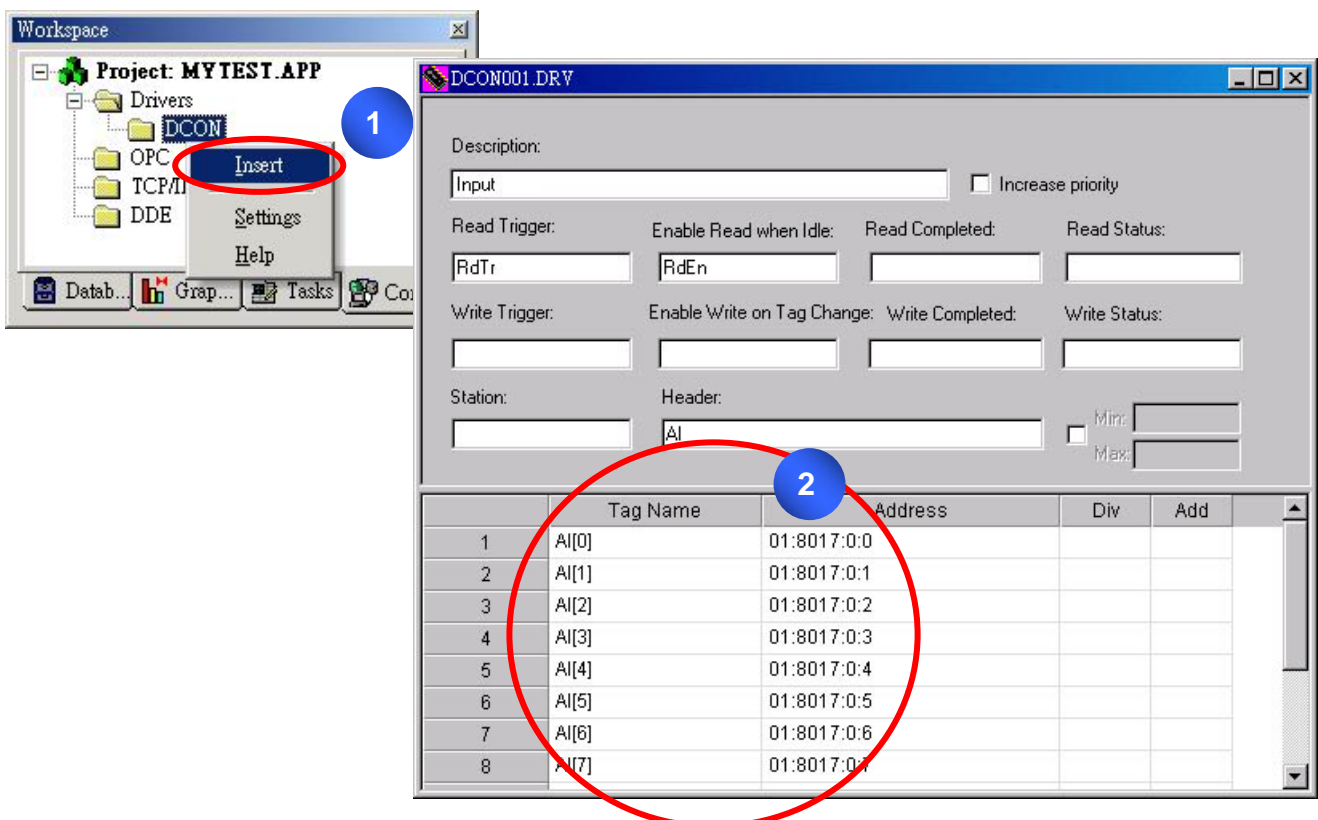 Workspace
Project: MYTEST.APP
Drivers
DCON
OPC
DDE
Insert
Settings
Help
Datab...
Grap...
Tasks
1
DCON001.DRV
Description:
Input
Increase priority
Read Trigger: Enable Read when Idle: Read Completed: Read Status:
RdTr RdEn
Write Trigger: Enable Write on Tag Change: Write Completed: Write Status:
Station: Header:
AI
Min:
Max:
2
Tag Name Address Div Add
1 AI[0] 01:8017:0:0
2 AI[1] 01:8017:0:1
3 AI[2] 01:8017:0:2
4 AI[3] 01:8017:0:3
5 AI[4] 01:8017:0:4
6 AI[5] 01:8017:0:5
7 AI[6] 01:8017:0:6
8 AI[7] 01:8017:0:7